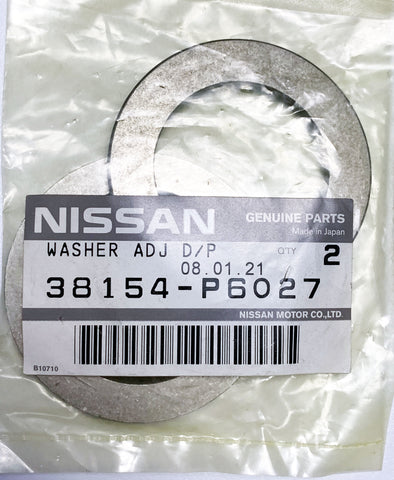 NISSAN
GENUINE PARTS
Made in Japan
WASHER ADJ D/P
Q'TY 2
08.01.21
38154-P6027
NISSAN MOTOR CO.,LTD.
B10710